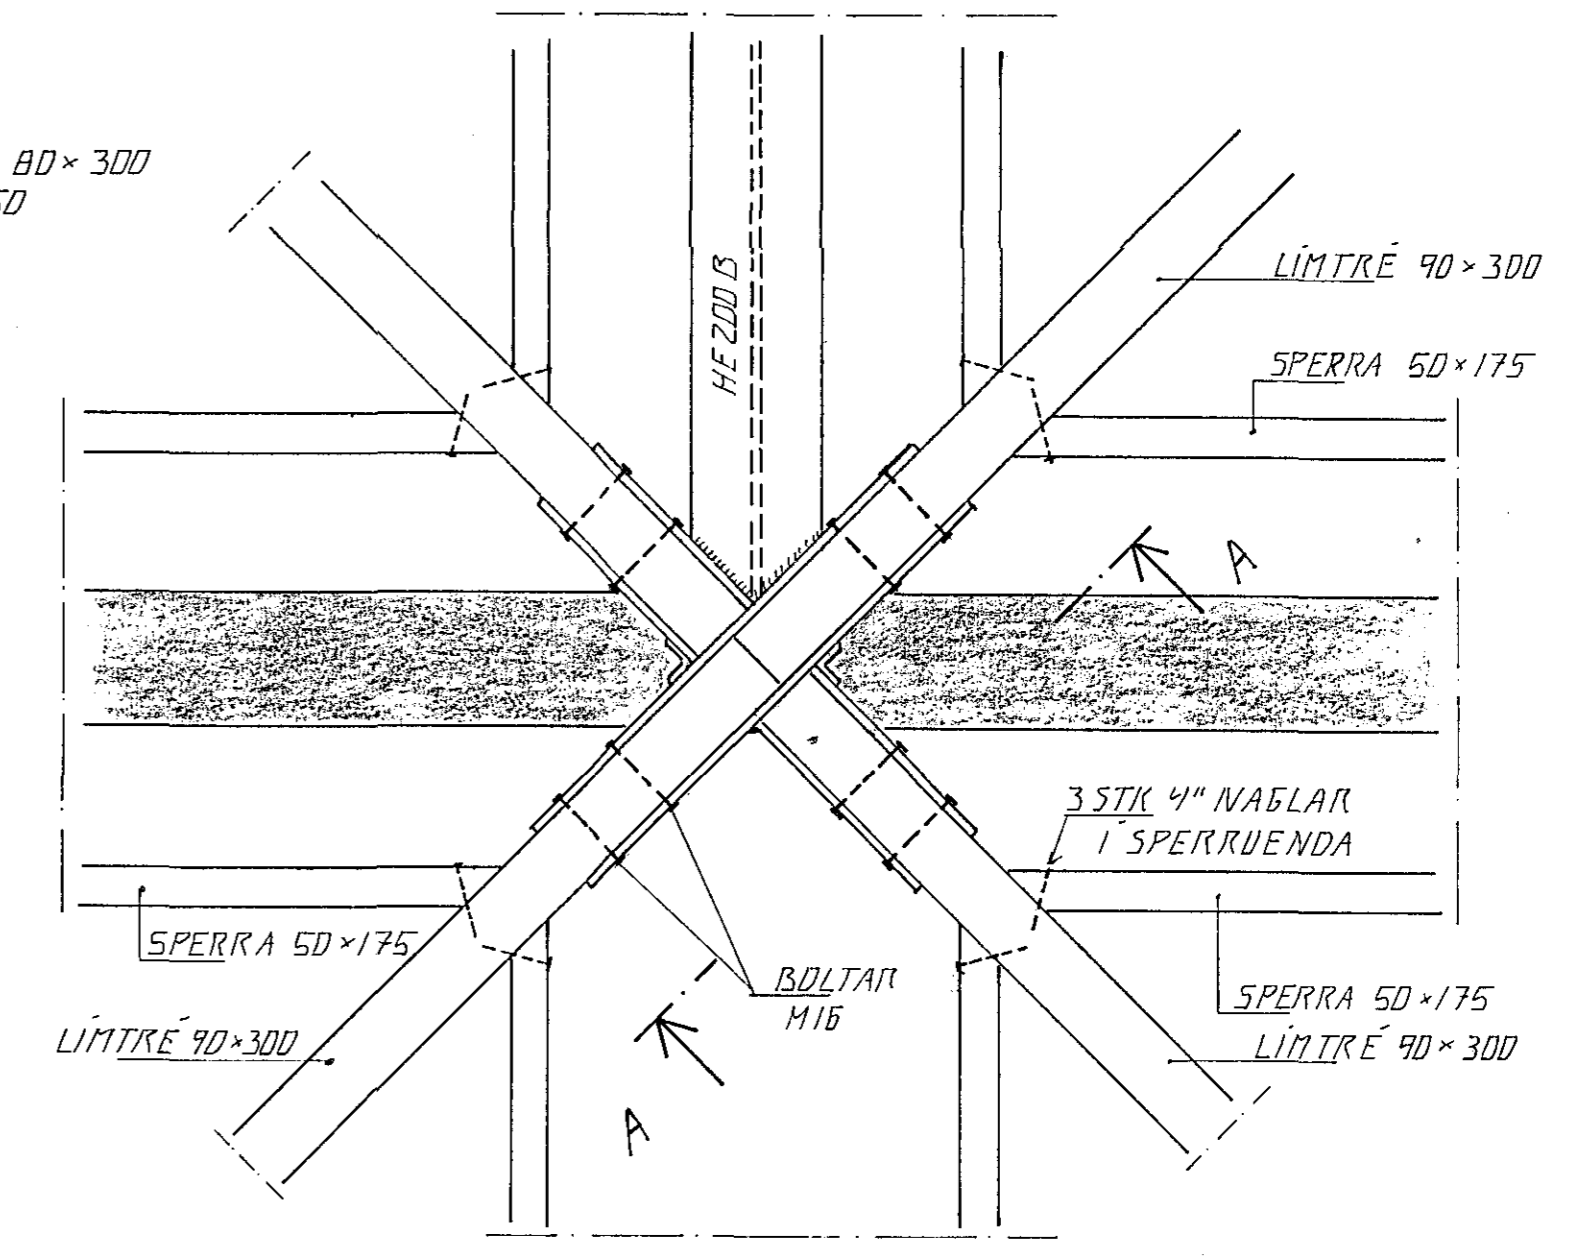 80 × 300
50
LÍMTRÉ 90 × 300
HE 200 B
SPERRA 50 × 175
A
3 STK 4" NAGLAR
Í SPERRUENDA
SPERRA 50 × 175
BOLTAR
M16
SPERRA 50 × 175
LÍMTRÉ 90 × 300
LÍMTRÉ 90 × 300
A